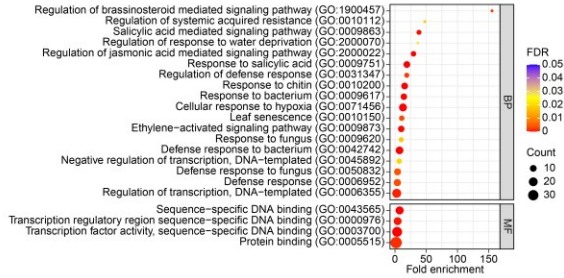 Regulation of brassinosteroid mediated signaling pathway (GO:1900457)
Regulation of systemic acquired resistance (GO:0010112)
Salicylic acid mediated signaling pathway (GO:0009863)
Regulation of response to water deprivation (GO:2000070)
Regulation of jasmonic acid mediated signaling pathway (GO:2000022)
Response to salicylic acid (GO:0009751)
Regulation of defense response (GO:0031347)
Response to chitin (GO:0010200)
Response to bacterium (GO:0009617)
Cellular response to hypoxia (GO:0071456)
Leaf senescence (GO:0010150)
Ethylene-activated signaling pathway (GO:0009873)
Response to fungus (GO:0009620)
Defense response to bacterium (GO:0042742)
Negative regulation of transcription, DNA-templated (GO:0045892)
Defense response to fungus (GO:0050832)
Defense response (GO:0006952)
Regulation of transcription, DNA-templated (GO:0006355)
BP
Sequence-specific DNA binding (GO:0043565)
Transcription regulatory region sequence-specific DNA binding (GO:0000976)
Transcription factor activity, sequence-specific DNA binding (GO:0003700)
Protein binding (GO:0005515)
MF
0 50 100 150
Fold enrichment
FDR
0.05
0.04
0.03
0.02
0.01
0
Count
10
20
30